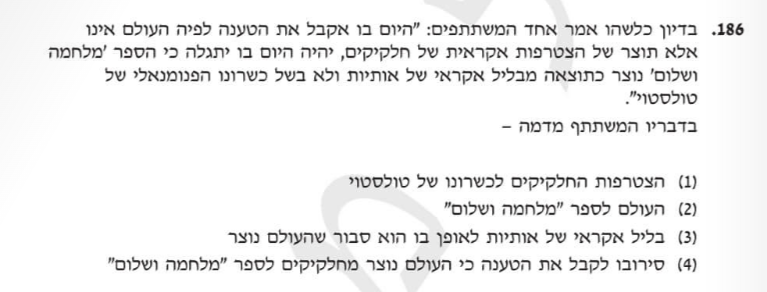 186. בדיון כלשהו אמר אחד המשתתפים: "היום בו אקבל את הטענה לפיה העולם אינו
אלא תוצר של הצטרפות אקראית של חלקיקים, יהיה היום בו יתגלה כי הספר 'מלחמה
ושלום' נוצר כתוצאה מבליל אקראי של אותיות ולא בשל כשרונו הפנומנאלי של
טולסטוי".
בדבריו המשתתף מדמה –
(1) הצטרפות החלקיקים לכשרונו של טולסטוי
(2) העולם לספר "מלחמה ושלום"
(3) בליל אקראי של אותיות לאופן בו הוא סבור שהעולם נוצר
(4) סירובו לקבל את הטענה כי העולם נוצר מחלקיקים לספר "מלחמה ושלום"